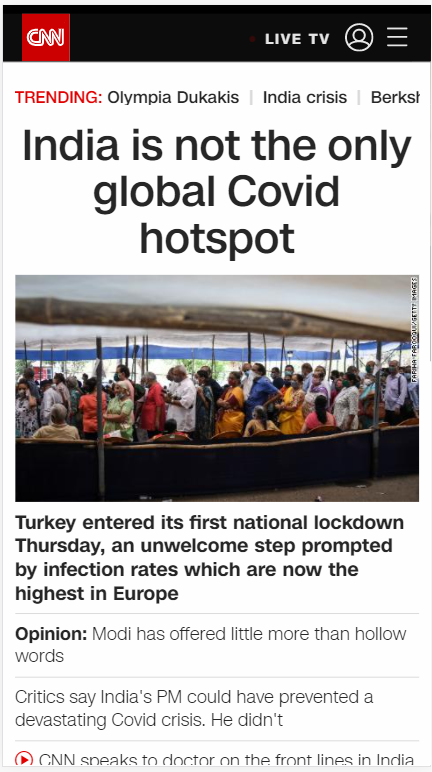 CNN
LIVE TV
TRENDING: Olympia Dukakis | India crisis | Berksh
India is not the only
global Covid
hotspot
FARIHA FAROOQUI/GETTY IMAGES
Turkey entered its first national lockdown
Thursday, an unwelcome step prompted
by infection rates which are now the
highest in Europe
Opinion: Modi has offered little more than hollow
words
Critics say India's PM could have prevented a
devastating Covid crisis. He didn't
CNN speaks to doctor on the front lines in India